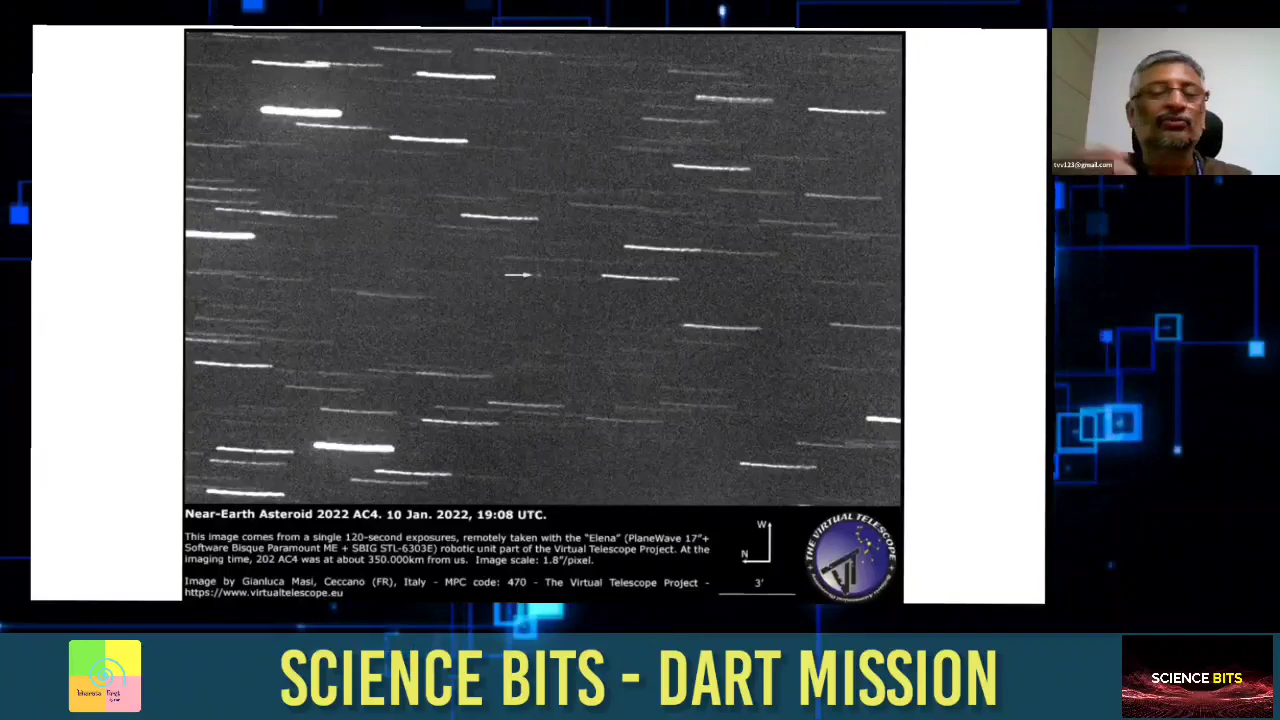 tvv123@gmail.com
Near-Earth Asteroid 2022 AC4. 10 Jan. 2022, 19:08 UTC.
This image comes from a single 120-second exposures, remotely taken with the "Elena" (PlaneWave 17"+
Software Bisque Paramount ME + SBIG STL-6303E) robotic unit part of the Virtual Telescope Project. At the
imaging time, 202 AC4 was at about 350.000km from us. Image scale: 1.8"/pixel.
Image by Gianluca Masi, Ceccano (FR), Italy - MPC code: 470 - The Virtual Telescope Project -
https://www.virtualtelescope.eu
W
N
3'
THE VIRTUAL TELESCOPE
VT
SCIENCE BITS - DART MISSION
SCIENCE BITS